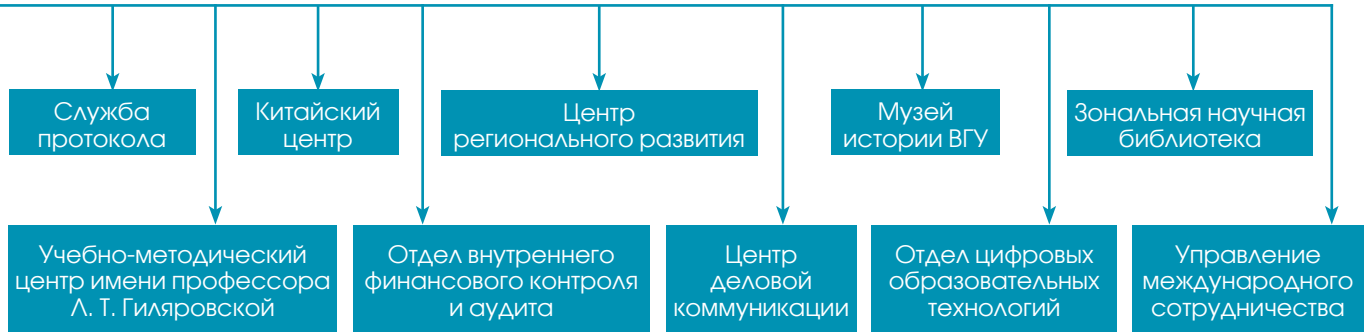 Служба
протокола
Китайский
центр
Центр
регионального развития
Музей
истории ВГУ
Зональная научная
библиотека
Учебно-методический
центр имени профессора
Л. Т. Гиляровской
Отдел внутреннего
финансового контроля
и аудита
Центр
деловой
коммуникации
Отдел цифровых
образовательных
технологий
Управление
международного
сотрудничества